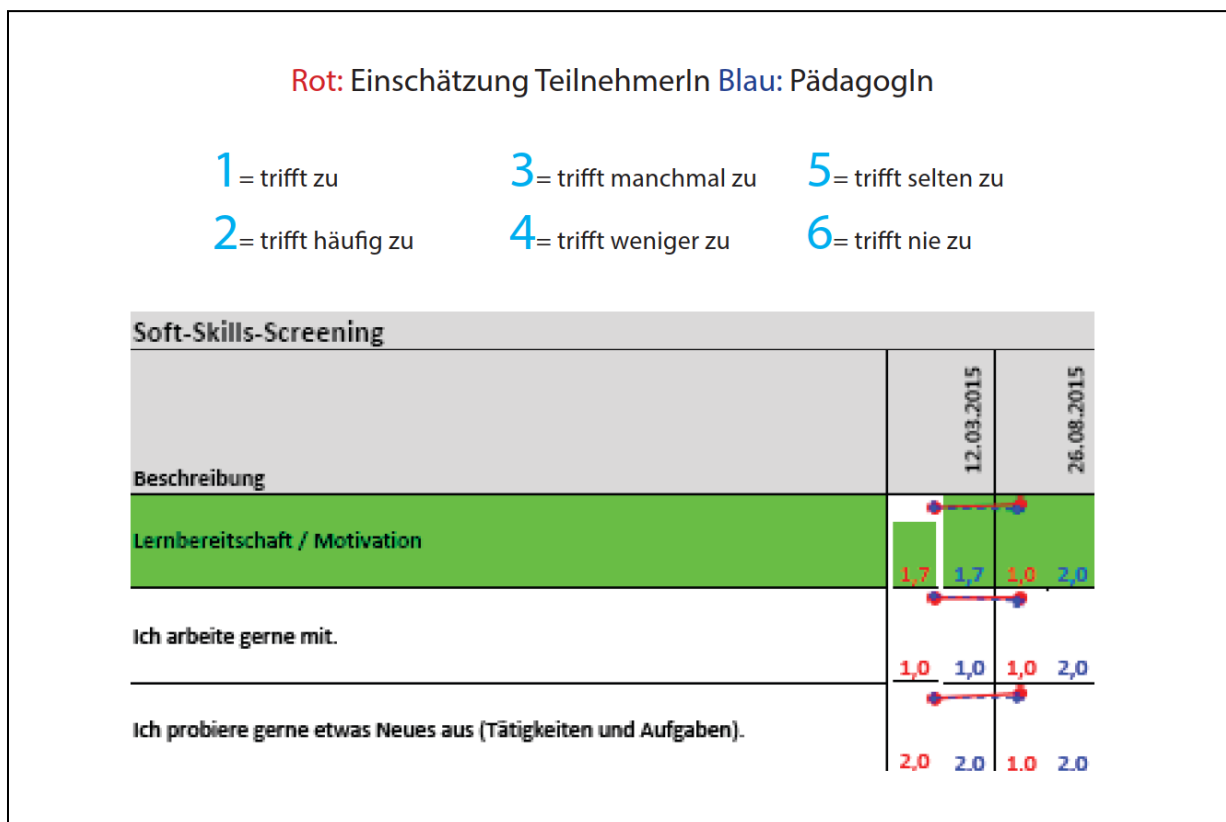 Rot: Einschätzung TeilnehmerIn Blau: PädagogIn
1= trifft zu 3= trifft manchmal zu 5= trifft selten zu
2= trifft häufig zu 4= trifft weniger zu 6= trifft nie zu
Soft-Skills-Screening
Beschreibung 12.03.2015 26.08.2015
Lernbereitschaft / Motivation
1,7 1,7 1,0 2,0
Ich arbeite gerne mit.
1,0 1,0 1,0 2,0
Ich probiere gerne etwas Neues aus (Tätigkeiten und Aufgaben).
2,0 2,0 1,0 2,0